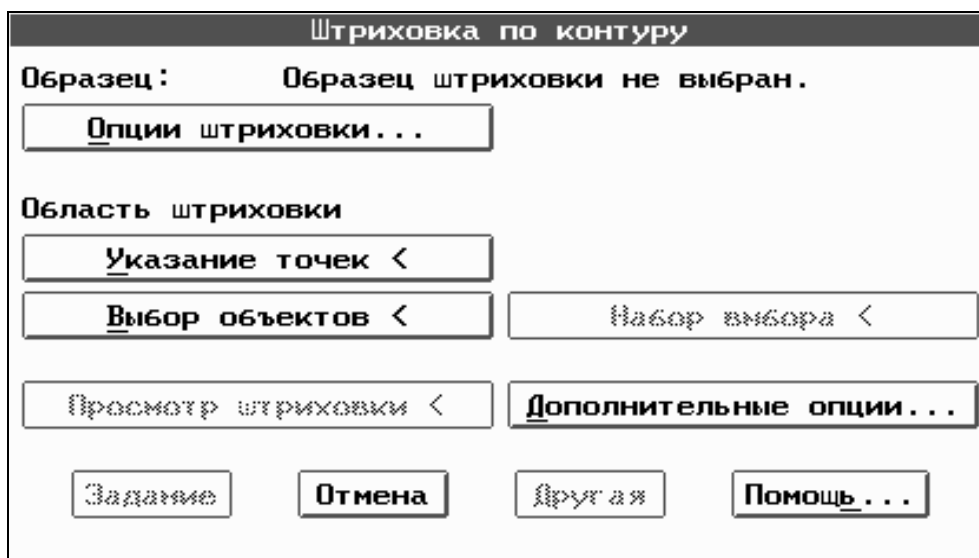 Штриховка по контуру
Образец: Образец штриховки не выбран.
Опции штриховки...
Область штриховки
Указание точек <
Выбор объектов < Набор выбора <
Просмотр штриховки < Дополнительные опции...
Задание Отмена Другая Помощь...